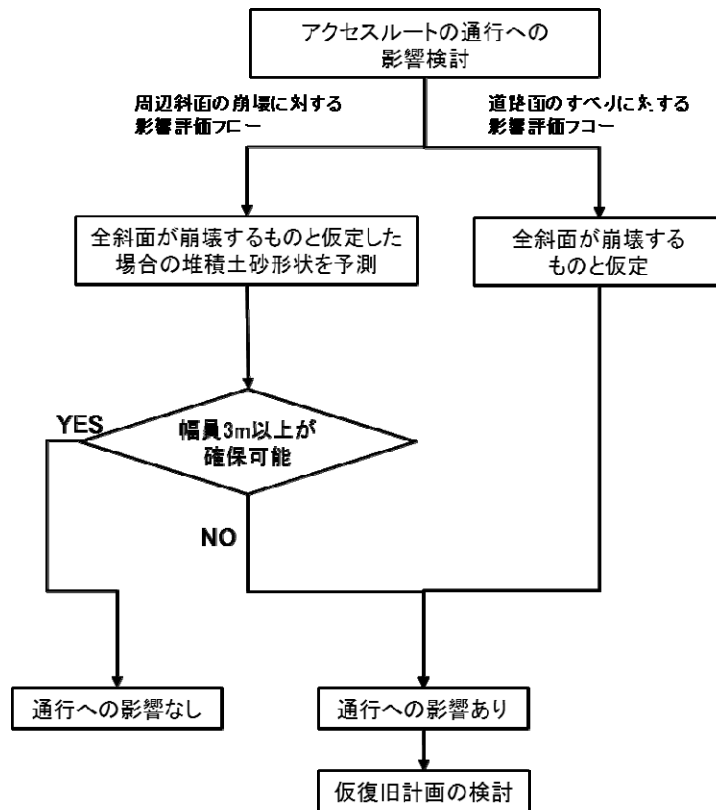 アクセスルートの通行への
影響検討
周辺斜面の崩壊に対する
影響評価フロー
道路面のすべりに対する
影響評価フロー
全斜面が崩壊するものと仮定した
場合の堆積土砂形状を予測
全斜面が崩壊する
ものと仮定
YES
幅員3m以上が
確保可能
NO
通行への影響なし
通行への影響あり
仮復旧計画の検討